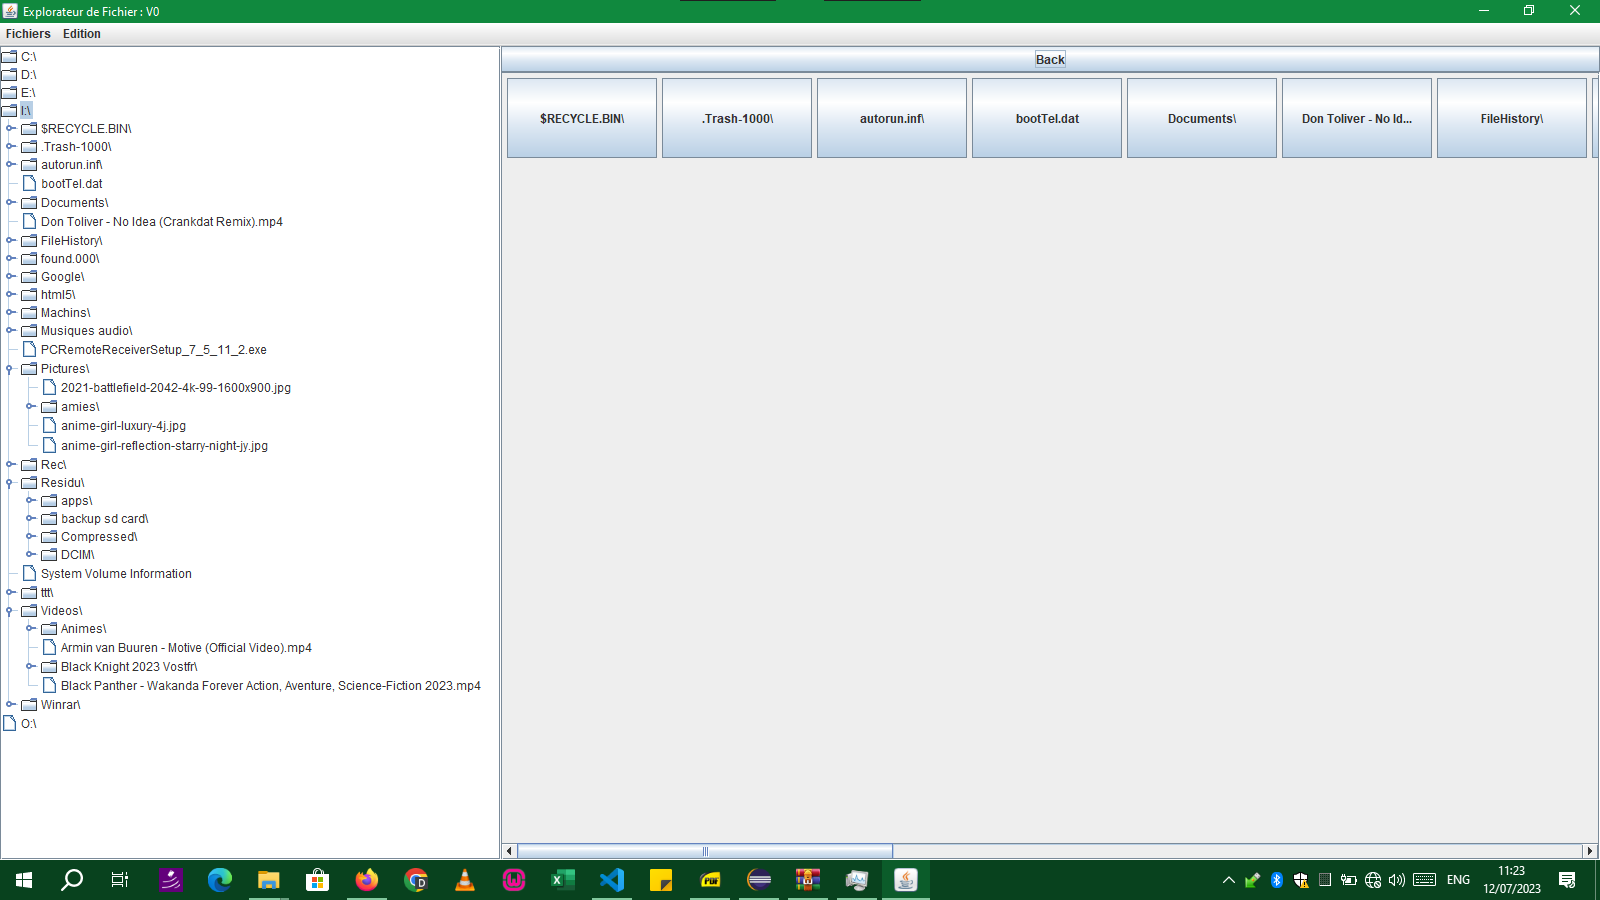 Explorateur de Fichier : V0
Fichiers Edition
C:\
D:\
E:\
I:\
$RECYCLE.BIN\
.Trash-1000\
autorun.inf\
bootTel.dat
Documents\
Don Toliver - No Idea (Crankdat Remix).mp4
FileHistory\
found.000\
Google\
html5\
Machins\
Musiques audio\
PCRemoteReceiverSetup_7_5_11_2.exe
Pictures\
2021-battlefield-2042-4k-99-1600x900.jpg
amies\
anime-girl-luxury-4j.jpg
anime-girl-reflection-starry-night-jy.jpg
Rec\
Residu\
apps\
backup sd card\
Compressed\
DCIM\
System Volume Information
ttt\
Videos\
Animes\
Armin van Buuren - Motive (Official Video).mp4
Black Knight 2023 Vostfr\
Black Panther - Wakanda Forever Action, Aventure, Science-Fiction 2023.mp4
Winrar\
O:\
Back
$RECYCLE.BIN\ .Trash-1000\ autorun.inf\ bootTel.dat Documents\ Don Toliver - No Id... FileHistory\
D
PDF
ENG
11:23
12/07/2023